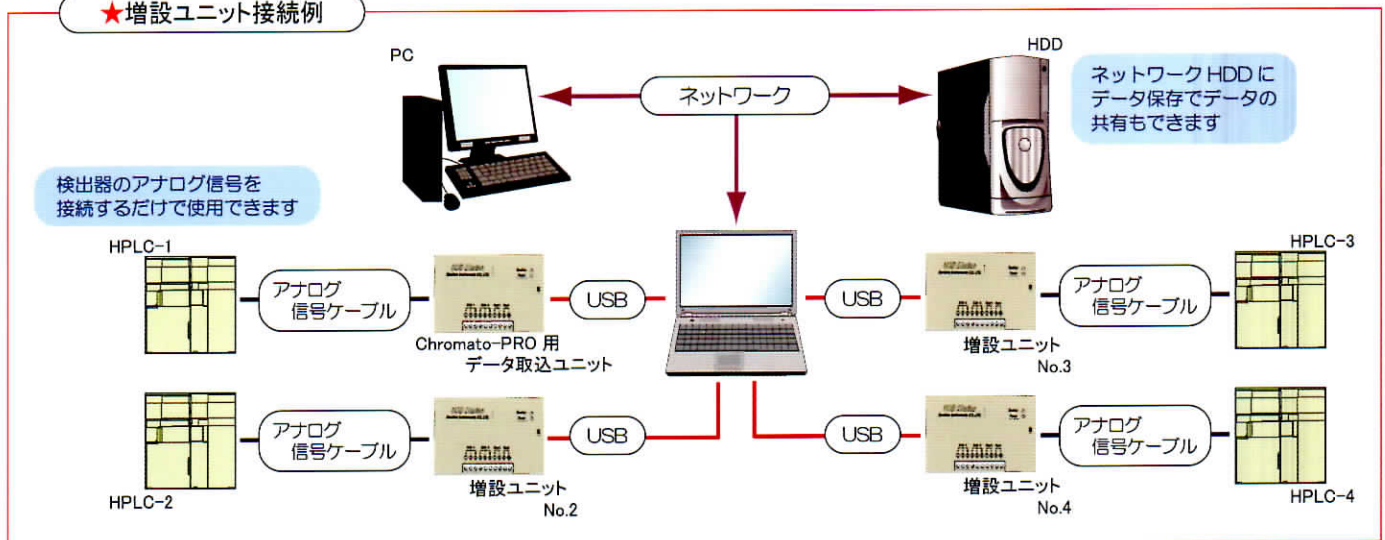 ★増設ユニット接続例
PC
ネットワーク
HDD
ネットワーク HDD に
データ保存でデータの
共有もできます
検出器のアナログ信号を
接続するだけで使用できます
HPLC-1
アナログ
信号ケーブル
USB
Chromato-PRO 用
データ取込ユニット
USB
増設ユニット
No.3
アナログ
信号ケーブル
HPLC-3
HPLC-2
アナログ
信号ケーブル
増設ユニット
No.2
USB
USB
増設ユニット
No.4
アナログ
信号ケーブル
HPLC-4